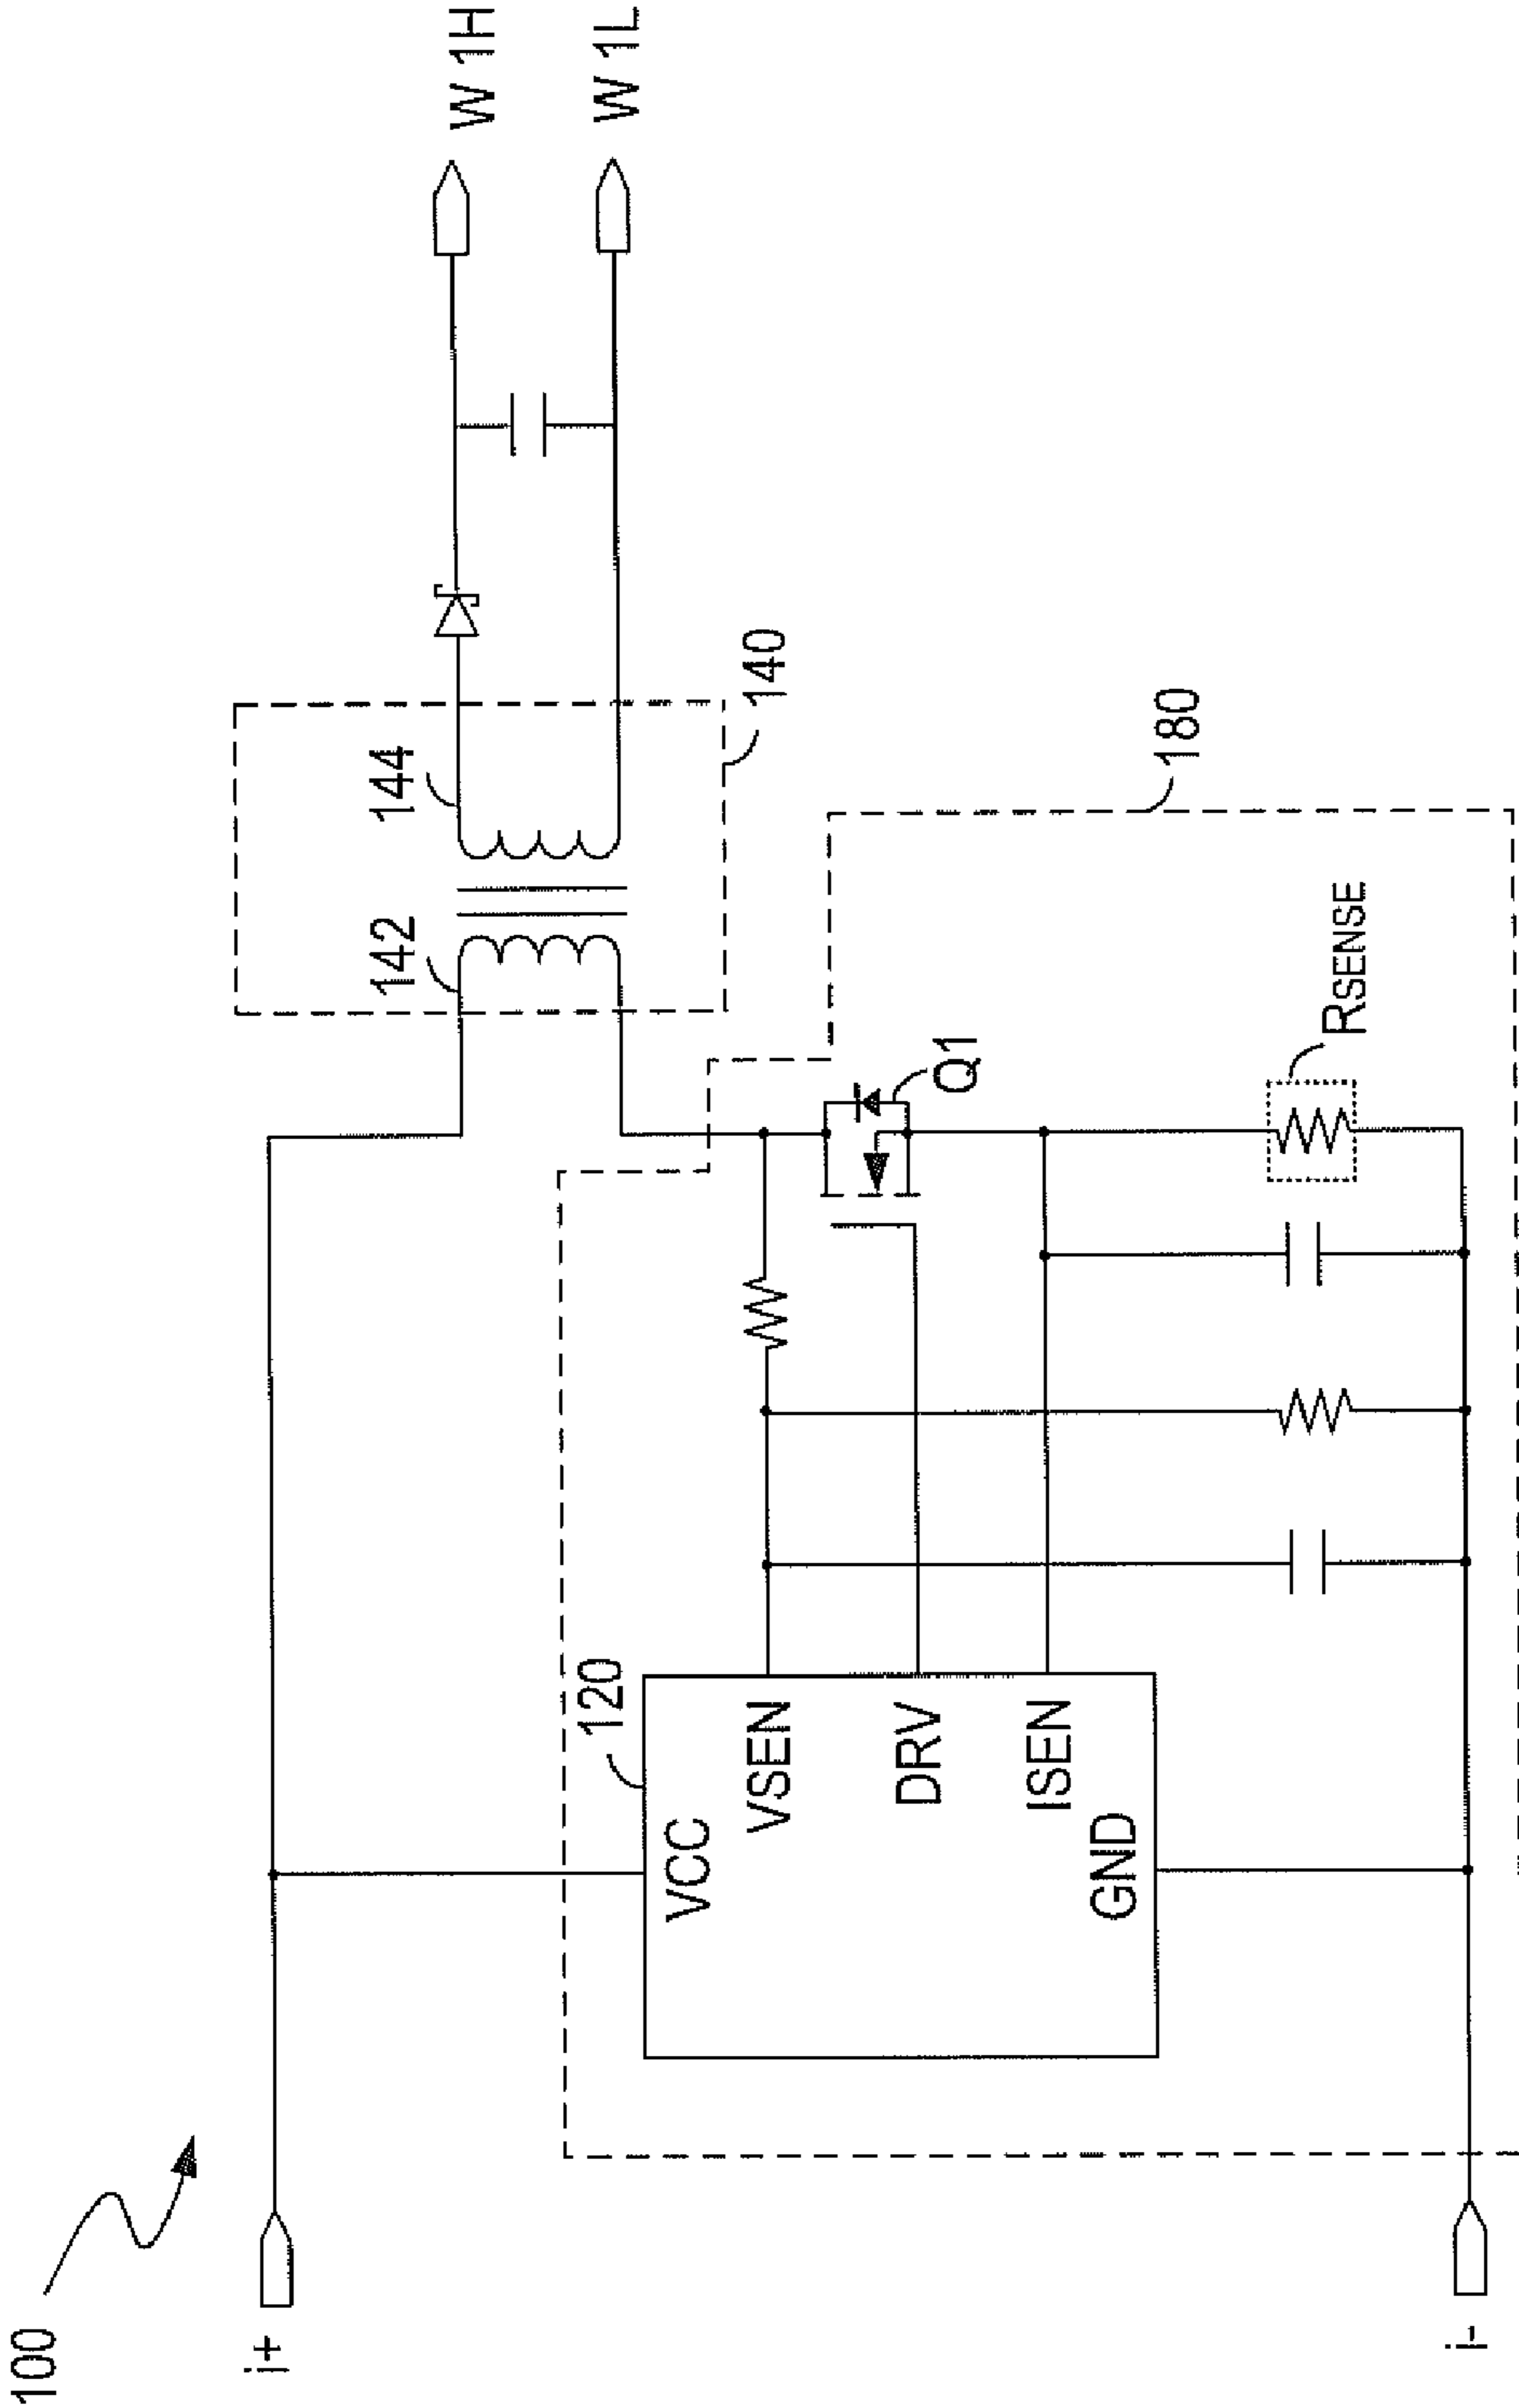 100
i+
i-
120
VCC
VSEN
DRV
ISEN
GND
142
144
140
W 1H
W 1L
180
Q1
RSENSE